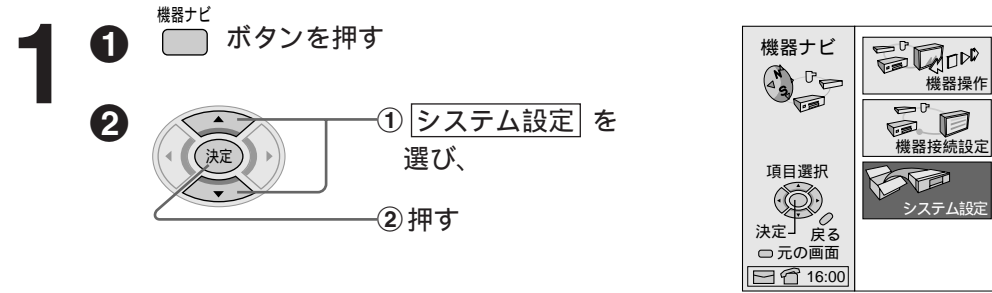 1
❶
機器ナビ
ボタンを押す
❷
決定
① システム設定 を
選び、
② 押す
機器ナビ
N
項目選択
決定
戻る
元の画面
16:00
機器操作
機器接続設定
システム設定